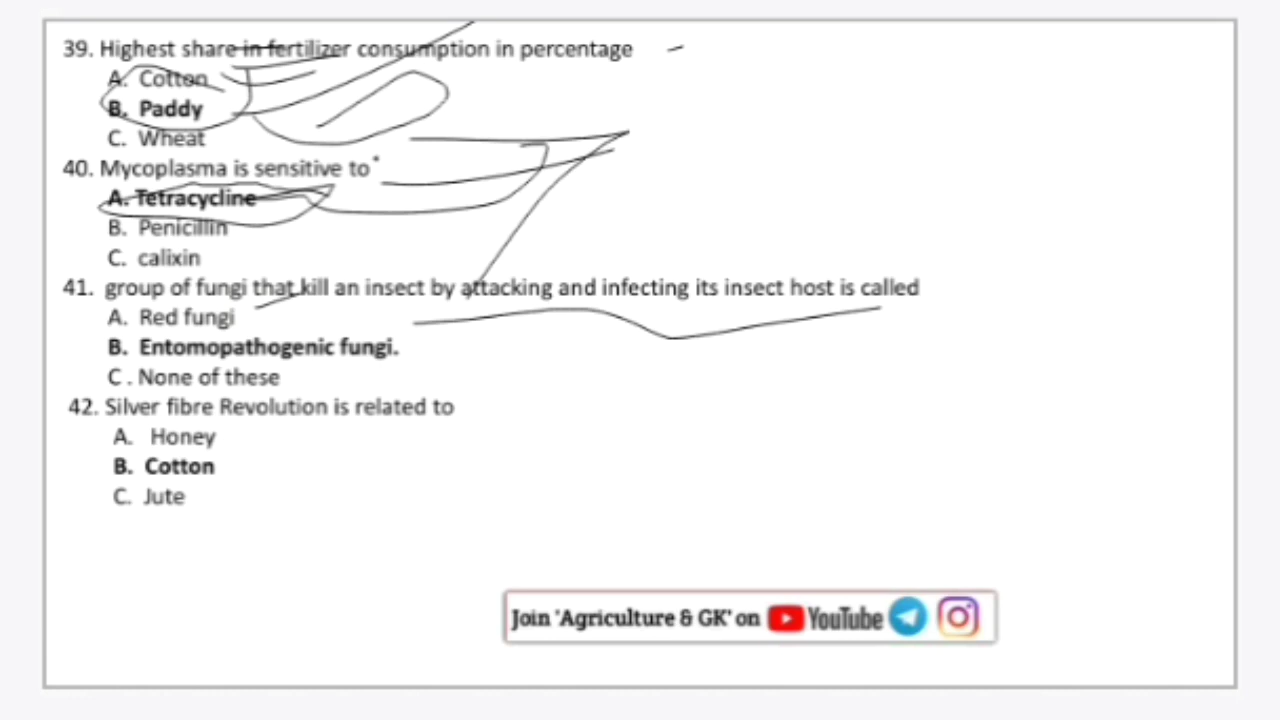 39. Highest share in fertilizer consumption in percentage
A. Cotton
B. Paddy
C. Wheat
40. Mycoplasma is sensitive to
A. Tetracycline
B. Penicillin
C. calixin
41. group of fungi that kill an insect by attacking and infecting its insect host is called
A. Red fungi
B. Entomopathogenic fungi.
C . None of these
42. Silver fibre Revolution is related to
A. Honey
B. Cotton
C. Jute
Join 'Agriculture & GK' on YouTube